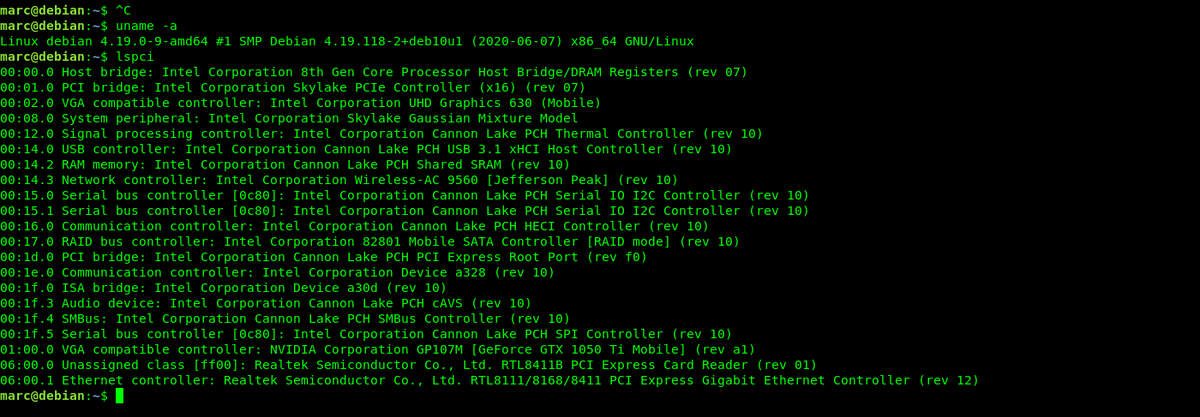 marc@debian:~$ ^C
marc@debian:~$ uname -a
Linux debian 4.19.0-9-amd64 #1 SMP Debian 4.19.118-2+deb10u1 (2020-06-07) x86_64 GNU/Linux
marc@debian:~$ lspci
00:00.0 Host bridge: Intel Corporation 8th Gen Core Processor Host Bridge/DRAM Registers (rev 07)
00:01.0 PCI bridge: Intel Corporation Skylake PCIe Controller (x16) (rev 07)
00:02.0 VGA compatible controller: Intel Corporation UHD Graphics 630 (Mobile)
00:08.0 System peripheral: Intel Corporation Skylake Gaussian Mixture Model
00:12.0 Signal processing controller: Intel Corporation Cannon Lake PCH Thermal Controller (rev 10)
00:14.0 USB controller: Intel Corporation Cannon Lake PCH USB 3.1 xHCI Host Controller (rev 10)
00:14.2 RAM memory: Intel Corporation Cannon Lake PCH Shared SRAM (rev 10)
00:14.3 Network controller: Intel Corporation Wireless-AC 9560 [Jefferson Peak] (rev 10)
00:15.0 Serial bus controller [0c80]: Intel Corporation Cannon Lake PCH Serial IO I2C Controller (rev 10)
00:15.1 Serial bus controller [0c80]: Intel Corporation Cannon Lake PCH Serial IO I2C Controller (rev 10)
00:16.0 Communication controller: Intel Corporation Cannon Lake PCH HECI Controller (rev 10)
00:17.0 RAID bus controller: Intel Corporation 82801 Mobile SATA Controller [RAID mode] (rev 10)
00:1d.0 PCI bridge: Intel Corporation Cannon Lake PCH PCI Express Root Port (rev f0)
00:1e.0 Communication controller: Intel Corporation Device a328 (rev 10)
00:1f.0 ISA bridge: Intel Corporation Device a30d (rev 10)
00:1f.3 Audio device: Intel Corporation Cannon Lake PCH cAVS (rev 10)
00:1f.4 SMBus: Intel Corporation Cannon Lake PCH SMBus Controller (rev 10)
00:1f.5 Serial bus controller [0c80]: Intel Corporation Cannon Lake PCH SPI Controller (rev 10)
01:00.0 VGA compatible controller: NVIDIA Corporation GP107M [GeForce GTX 1050 Ti Mobile] (rev a1)
06:00.0 Unassigned class [ff00]: Realtek Semiconductor Co., Ltd. RTL8411B PCI Express Card Reader (rev 01)
06:00.1 Ethernet controller: Realtek Semiconductor Co., Ltd. RTL8111/8168/8411 PCI Express Gigabit Ethernet Controller (rev 12)
marc@debian:~$